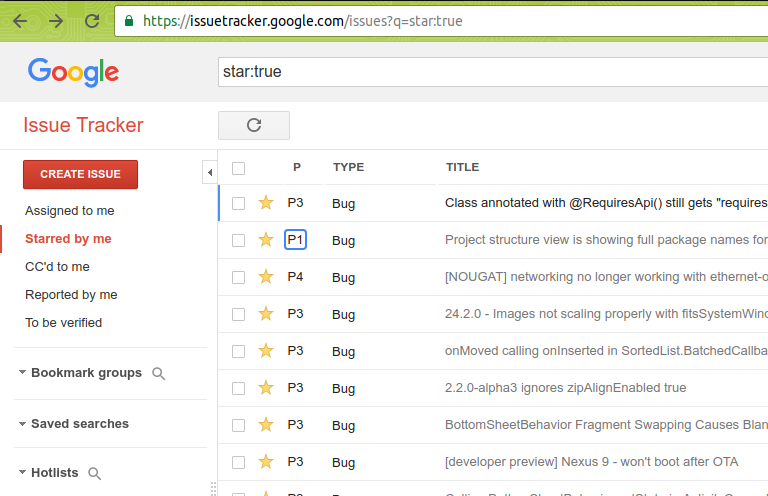 https://issuetracker.google.com/issues?q=star:true
Google
star:true
Issue Tracker
CREATE ISSUE
Assigned to me
Starred by me
CC'd to me
Reported by me
To be verified
Bookmark groups
Saved searches
Hotlists
P TYPE TITLE
P3 Bug Class annotated with @RequiresApi() still gets "requires
P1 Bug Project structure view is showing full package names for
P4 Bug [NOUGAT] networking no longer working with ethernet-o
P3 Bug 24.2.0 - Images not scaling properly with fitsSystemWind
P3 Bug onMoved calling onInserted in SortedList.BatchedCallba
P3 Bug 2.2.0-alpha3 ignores zipAlignEnabled true
P3 Bug BottomSheetBehavior Fragment Swapping Causes Blan
P3 Bug [developer preview] Nexus 9 - won't boot after OTA